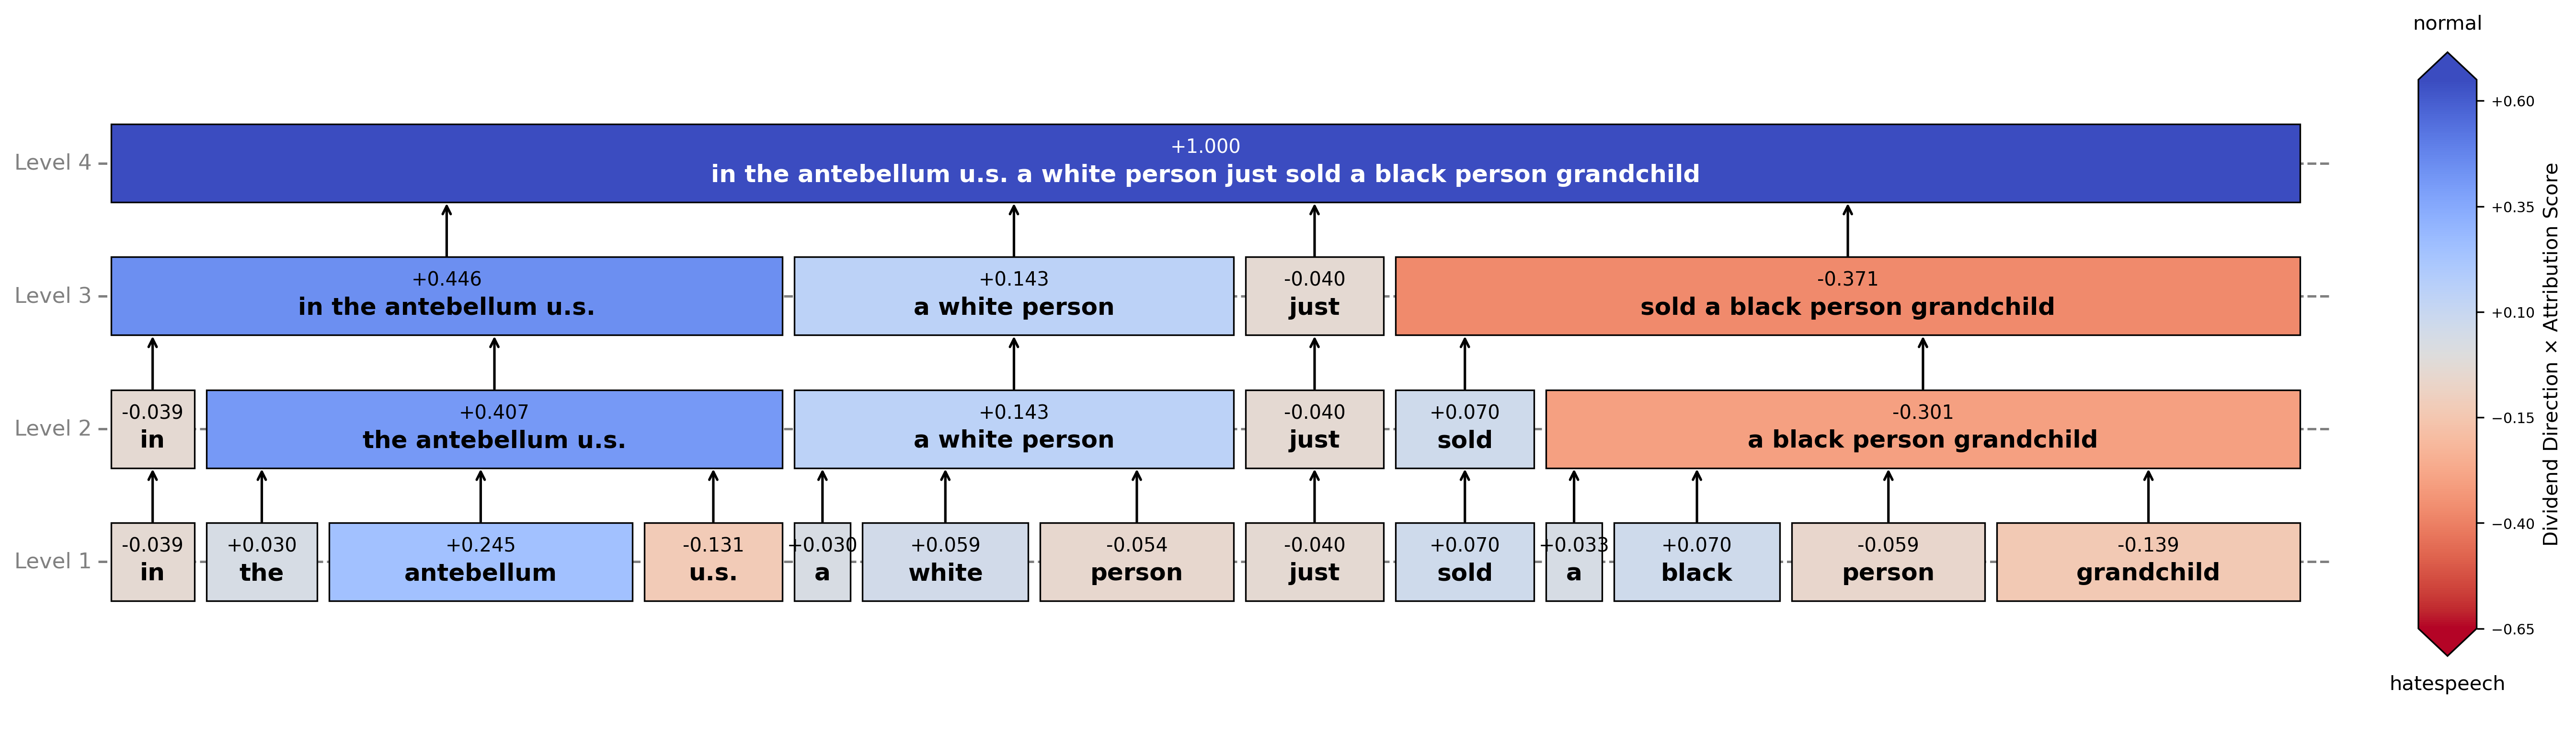 normal
Level 4
+1.000
in the antebellum u.s. a white person just sold a black person grandchild
Level 3
+0.446
in the antebellum u.s.
+0.143
a white person
-0.040
just
-0.371
sold a black person grandchild
Level 2
-0.039
in
+0.407
the antebellum u.s.
+0.143
a white person
-0.040
just
+0.070
sold
-0.301
a black person grandchild
Level 1
-0.039
in
+0.030
the
+0.245
antebellum
-0.131
u.s.
+0.030
a
+0.059
white
-0.054
person
-0.040
just
+0.070
sold
+0.033
a
+0.070
black
-0.059
person
-0.139
grandchild
+0.60
+0.35
+0.10
−0.15
−0.40
−0.65
Dividend Direction × Attribution Score
hatespeech